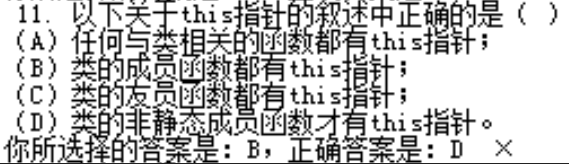 11. 以下关于this指针的叙述中正确的是（ ）
（A）任何与类相关的函数都有this指针；
（B）类的成员函数都有this指针；
（C）类的友员函数都有this指针；
（D）类的非静态成员函数才有this指针。
你所选择的答案是：B，正确答案是：D ×